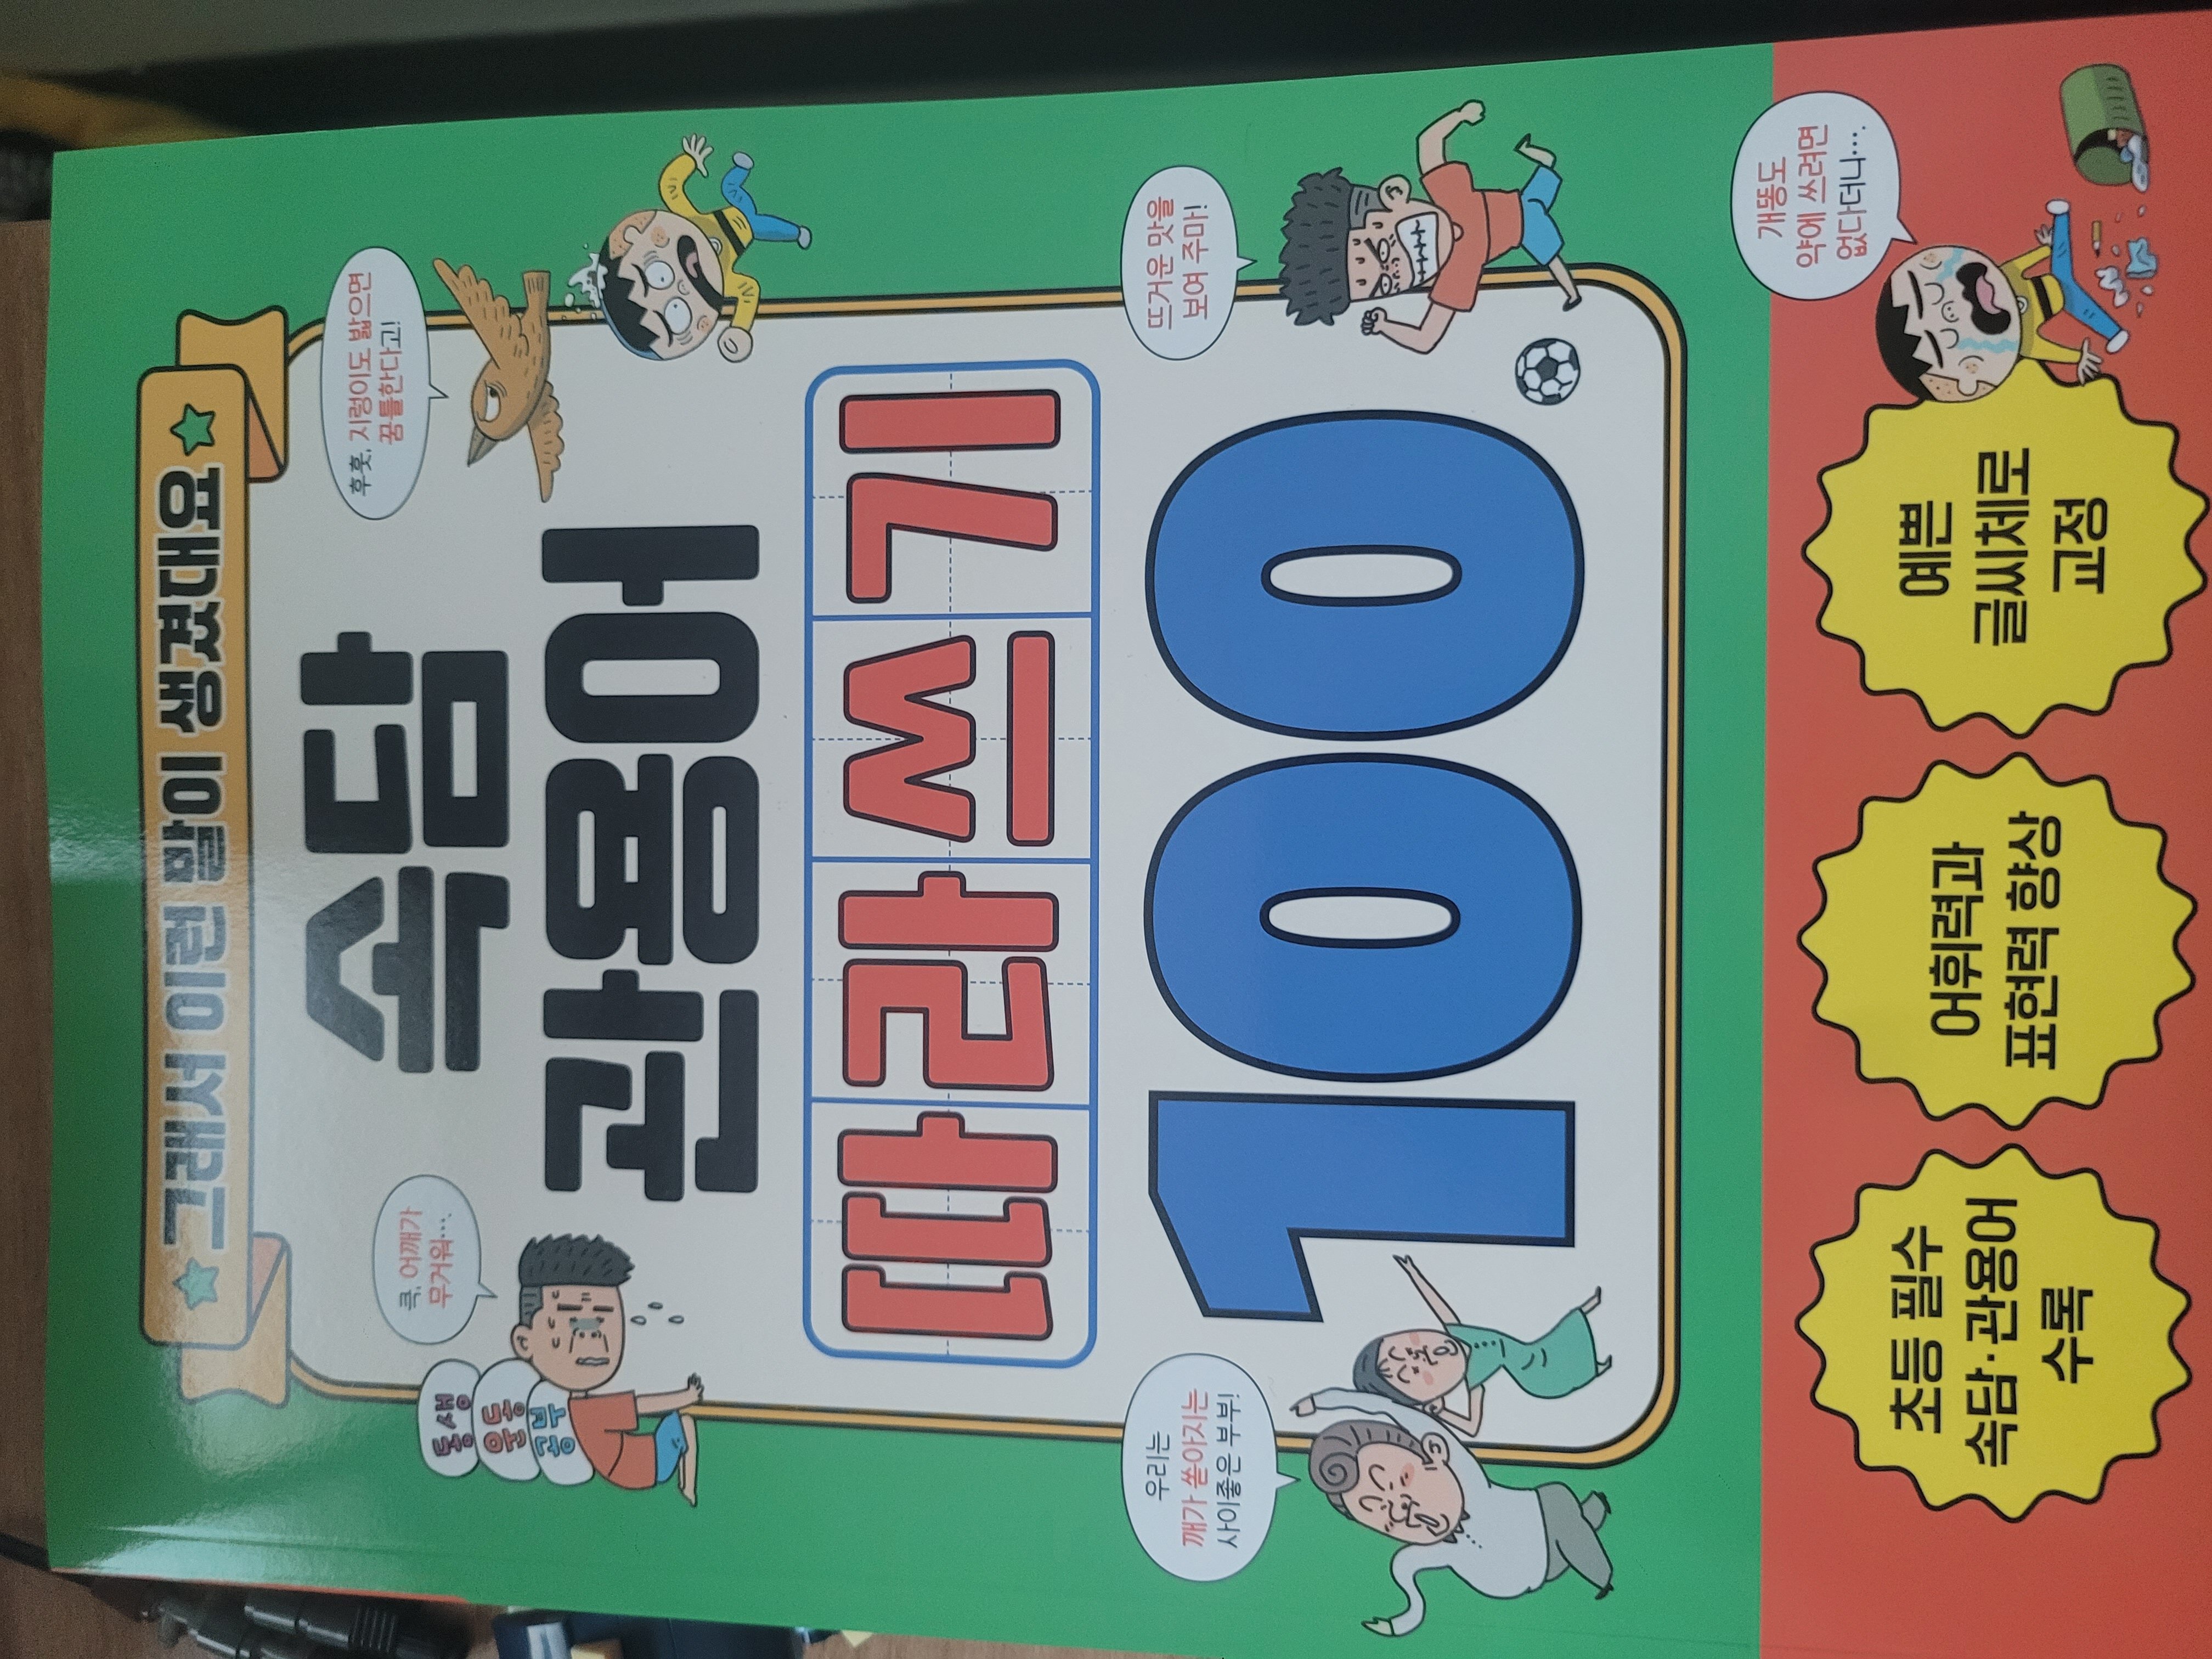 그래서 이런 말이 생겼대요
큭, 어깨가
무거워….
후훗, 지렁이도 밟으면
꿈틀한다고!
동생
운동
공부
속담
관용어
따라쓰기
100
우리는
깨가 쏟아지는
사이좋은 부부!
뜨거운 맛을
보여 주마!
개똥도
약에 쓰려면
없다더니….
초등 필수
속담·관용어
수록
어휘력과
표현력 향상
예쁜
글씨체로
교정